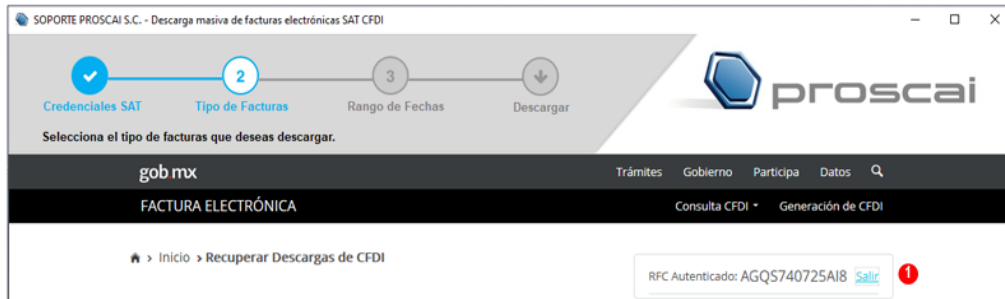 SOPORTE PROSCAI S.C. - Descarga masiva de facturas electrónicas SAT CFDI
2 3
Credenciales SAT Tipo de Facturas Rango de Fechas Descargar
Selecciona el tipo de facturas que deseas descargar.
proscai
gob.mx Trámites Gobierno Participa Datos
FACTURA ELECTRÓNICA Consulta CFDI Generación de CFDI
Inicio > Recuperar Descargas de CFDI
RFC Autenticado: AGQS740725AI8 Salir 1